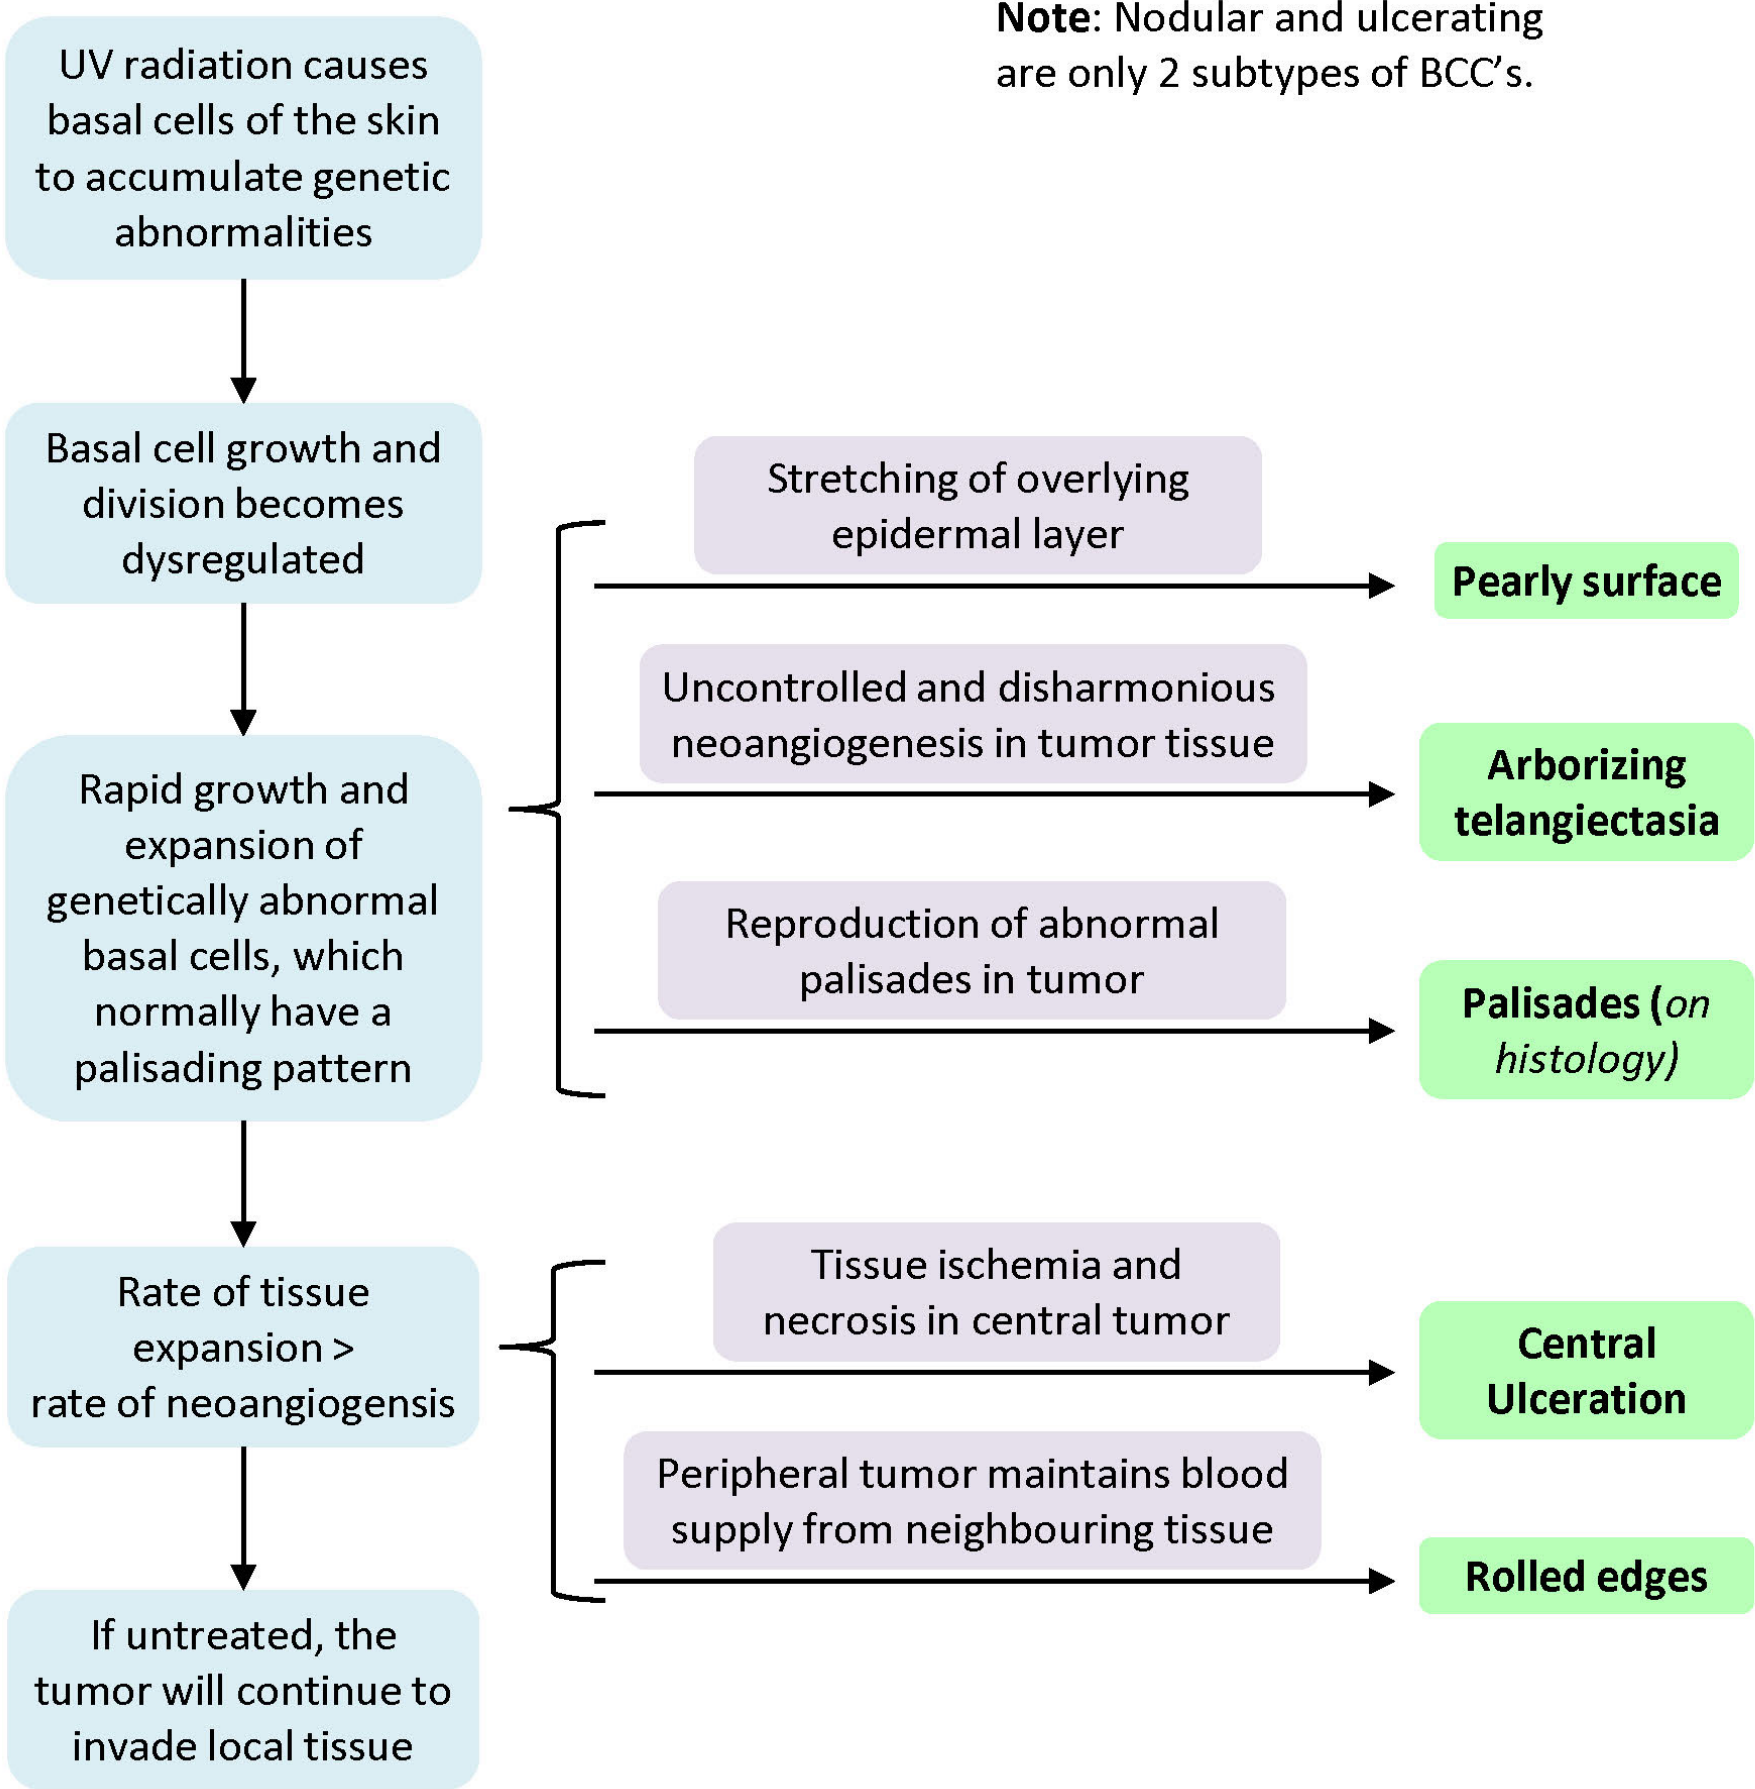 Note: Nodular and ulcerating
are only 2 subtypes of BCC's.
UV radiation causes
basal cells of the skin
to accumulate genetic
abnormalities
Basal cell growth and
division becomes
dysregulated
Rapid growth and
expansion of
genetically abnormal
basal cells, which
normally have a
palisading pattern
Stretching of overlying
epidermal layer
Pearly surface
Uncontrolled and disharmonious
neoangiogenesis in tumor tissue
Arborizing
telangiectasia
Reproduction of abnormal
palisades in tumor
Palisades (on
histology)
Rate of tissue
expansion >
rate of neoangiogensis
Tissue ischemia and
necrosis in central tumor
Central
Ulceration
Peripheral tumor maintains blood
supply from neighbouring tissue
Rolled edges
If untreated, the
tumor will continue to
invade local tissue